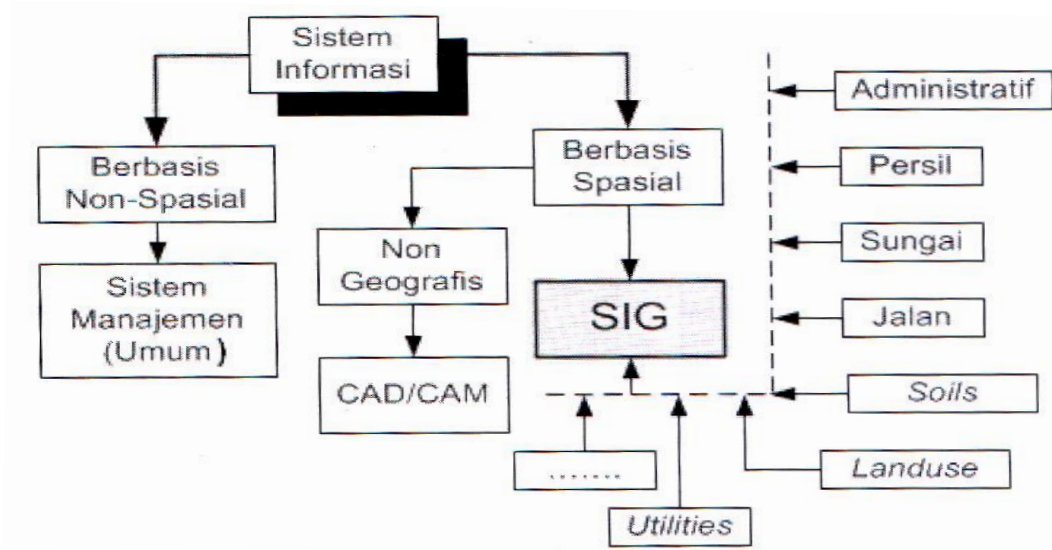 Sistem
Informasi
Berbasis
Non-Spasial
Sistem
Manajemen
(Umum)
Berbasis
Spasial
Non
Geografis
CAD/CAM
SIG
Administratif
Persil
Sungai
Jalan
Soils
Landuse
Utilities
.......